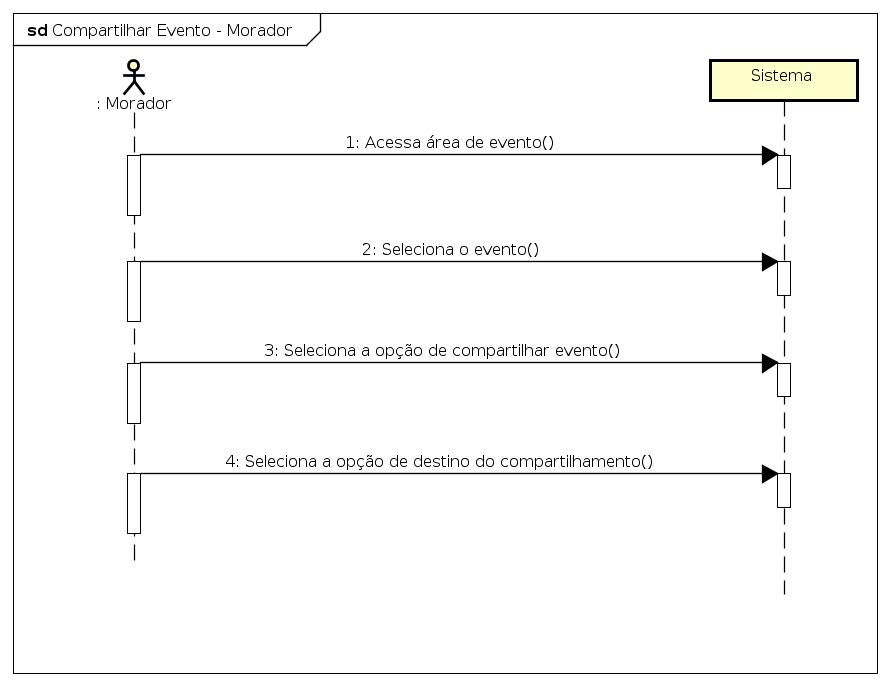 sd Compartilhar Evento - Morador
: Morador
Sistema
1: Acessa área de evento()
2: Seleciona o evento()
3: Seleciona a opção de compartilhar evento()
4: Seleciona a opção de destino do compartilhamento()